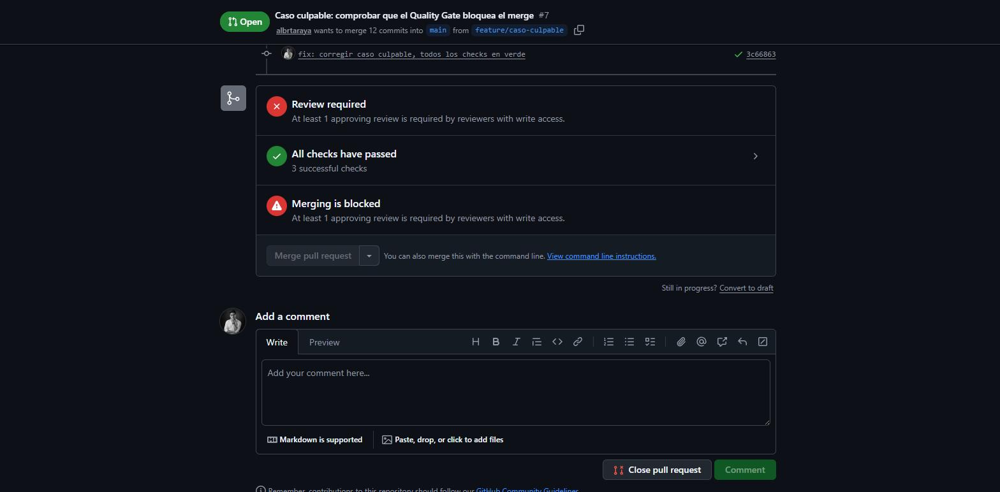 Open
Caso culpable: comprobar que el Quality Gate bloquea el merge #7
albrtaraya wants to merge 12 commits into main from feature/caso-culpable
fix: corregir caso culpable, todos los checks en verde 3c66863
Review required
At least 1 approving review is required by reviewers with write access.
All checks have passed
3 successful checks
Merging is blocked
At least 1 approving review is required by reviewers with write access.
Merge pull request You can also merge this with the command line. View command line instructions.
Still in progress? Convert to draft
Add a comment
Write Preview
Add your comment here...
Markdown is supported Paste, drop, or click to add files
Close pull request Comment
Remember, contributions to this repository should follow our GitHub Community Guidelines